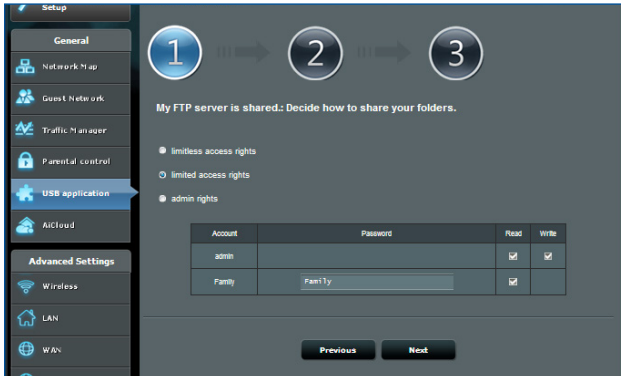 Setup
General
Network Map
Guest Network
Traffic Manager
Parental control
USB application
AiCloud
Advanced Settings
Wireless
LAN
WAN
1 2 3
My FTP server is shared.: Decide how to share your folders.
limitless access rights
limited access rights
admin rights
Account Password Read Write
admin
Family Family
Previous Next